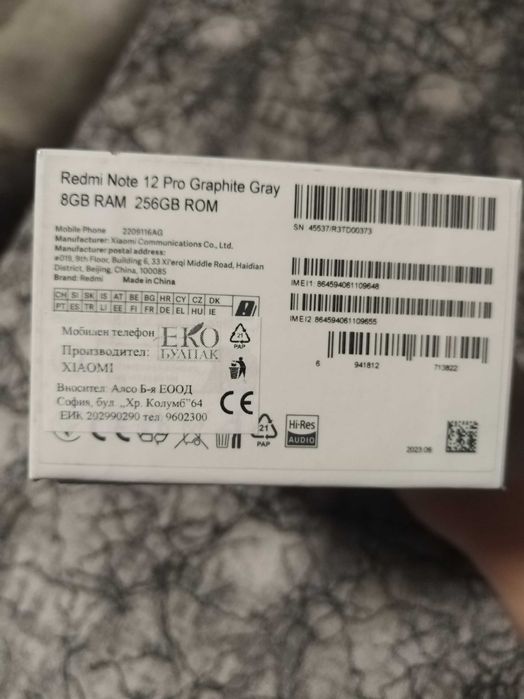 Redmi Note 12 Pro Graphite Gray
8GB RAM 256GB ROM
Mobile Phone 2209116AG
Manufacturer: Xiaomi Communications Co., Ltd.
Manufacturer postal address:
#019, 9th Floor, Building 6, 33 Xi'erqi Middle Road, Haidian
District, Beijing, China, 100085
Brand: Redmi Made in China
CH SI SK IS AT BE BG HR CY CZ DK
PT ES TR LI EE FI FR DE EL HU IE
Мобилен телефон
Производител:
XIAOMI
ЕКО
БУЛПАК
21
PAP
Вносител: Алсо Б-я ЕООД
София, бул. „Хр. Колумб"64
ЕИК 202990290 тел. 9602300
CE
21
PAP
Hi-Res
AUDIO
SN 45537/R3TD00373
IMEI1: 864594061109648
IMEI2: 864594061109655
6 941812 713822
2023.06